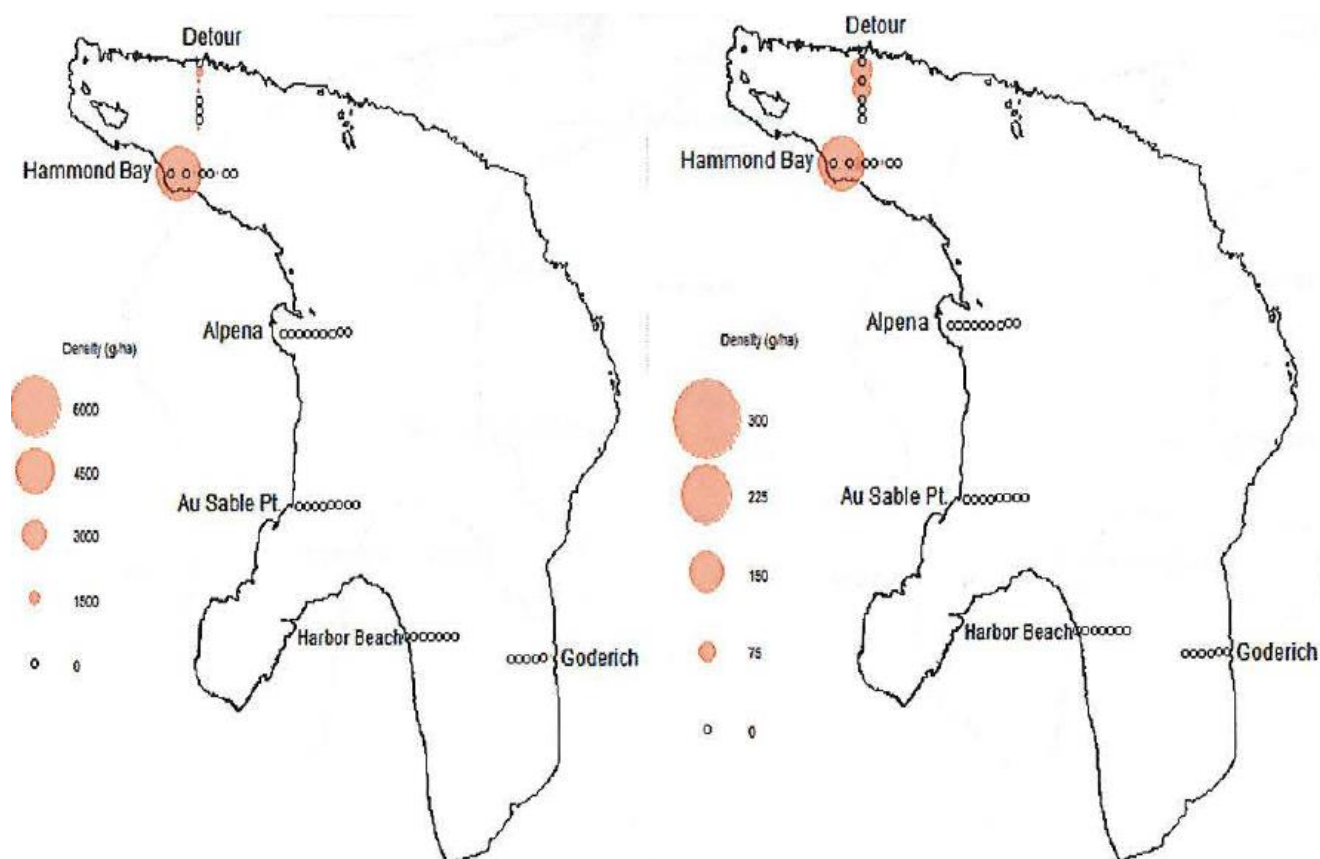 Detour
Hammond Bay
Alpena
Density (g/ha)
6000
4500
Au Sable Pt.
3000
1500
Harbor Beach
Goderich
0
Detour
Hammond Bay
Alpena
Density (g/ha)
300
225
Au Sable Pt.
150
Harbor Beach
75
Goderich
0